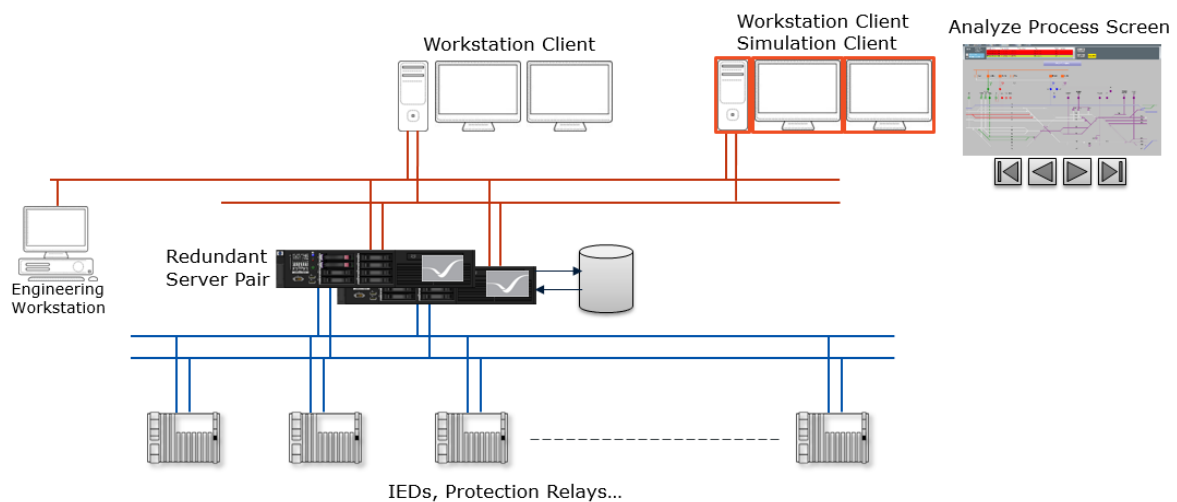 Workstation Client
Workstation Client
Simulation Client
Analyze Process Screen
Redundant
Server Pair
Engineering
Workstation
IEDs, Protection Relays...